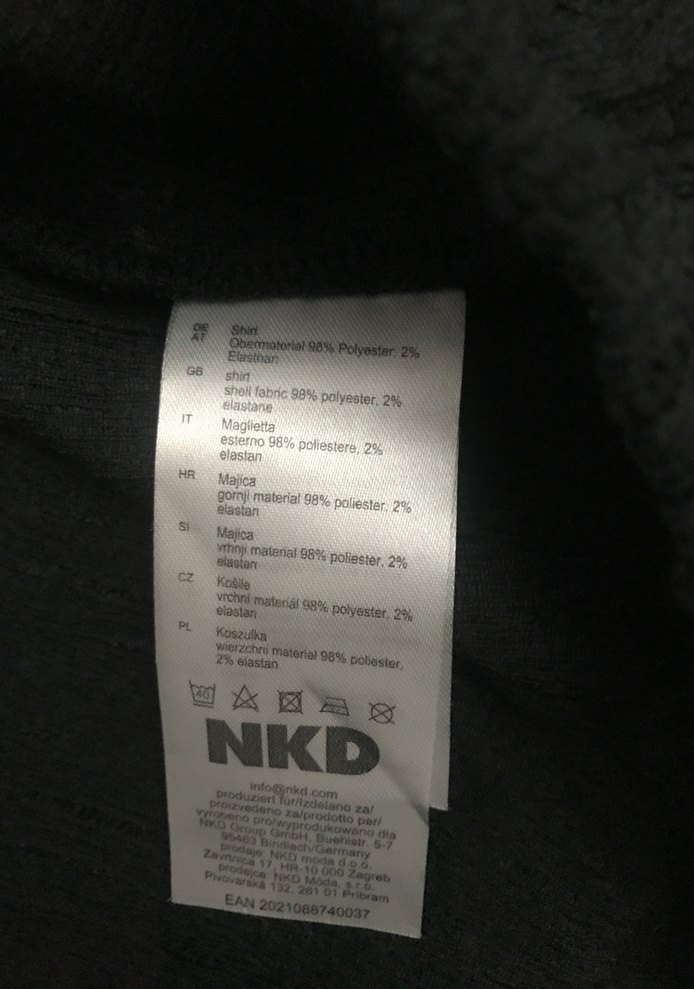 DE
AT
Shirt
Obermaterial 98% Polyester, 2%
Elasthan
GB
shirt
shell fabric 98% polyester, 2%
elastane
IT
Maglietta
esterno 98% poliestere, 2%
elastan
HR
Majica
gornji material 98% poliester, 2%
elastan
SI
Majica
vrhnji material 98% poliester, 2%
elastan
CZ
Košile
vrchní materiál 98% polyester, 2%
elastan
PL
Koszulka
wierzchni materiał 98% poliester,
2% elastan
40
NKD
info@nkd.com
produziert für/izdelano za/
proizvedeno za/prodotto per/
vyrobeno pro/wyprodukowano dla
NKD Group GmbH, Buehlstr. 5-7
95463 Bindlach/Germany
prodaje: NKD moda d.o.o.
Zavrtnica 17, HR-10 000 Zagreb
prodejce: NKD Móda, s.r.o.
Pivovarská 132, 261 01 Příbram
EAN 2021088740037